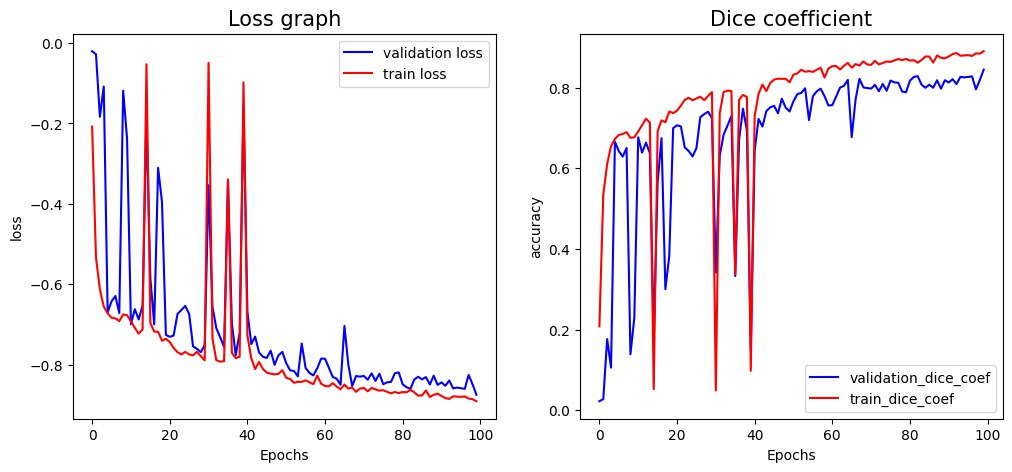 Loss graph
validation loss
train loss
0.0
−0.2
−0.4
−0.6
−0.8
loss
0 20 40 60 80 100
Epochs
Dice coefficient
0.8
0.6
0.4
0.2
0.0
accuracy
validation_dice_coef
train_dice_coef
0 20 40 60 80 100
Epochs